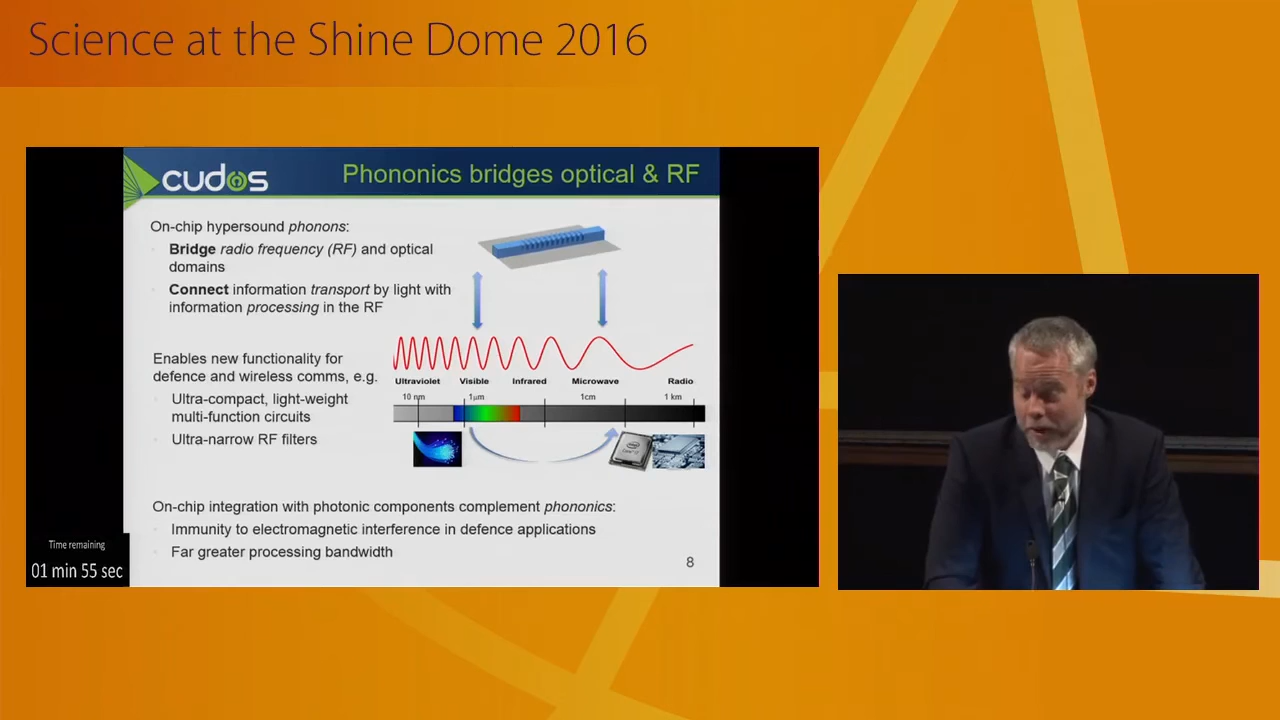 Science at the Shine Dome 2016
cudos
Phononics bridges optical & RF
On-chip hypersound phonons:
Bridge radio frequency (RF) and optical
domains
Connect information transport by light with
information processing in the RF
Enables new functionality for
defence and wireless comms, e.g.
Ultra-compact, light-weight
multi-function circuits
Ultra-narrow RF filters
Ultraviolet Visible Infrared Microwave Radio
10 nm 1μm 1cm 1 km
On-chip integration with photonic components complement phononics:
Immunity to electromagnetic interference in defence applications
Far greater processing bandwidth
8
Time remaining
01 min 55 sec